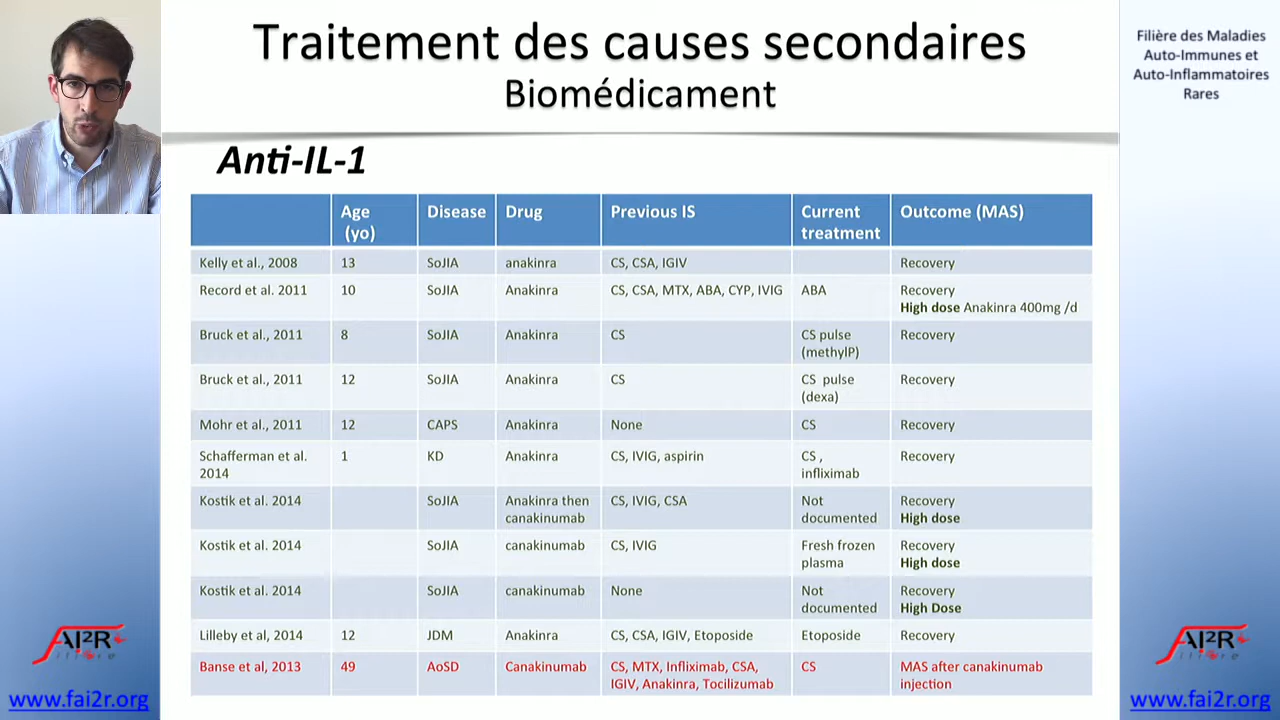 Traitement des causes secondaires
Biomédicament
Filière des Maladies
Auto-Immunes et
Auto-Inflammatoires
Rares
Anti-IL-1
Age (yo) Disease Drug Previous IS Current treatment Outcome (MAS)
Kelly et al., 2008 13 SoJIA anakinra CS, CSA, IGIV Recovery
Record et al. 2011 10 SoJIA Anakinra CS, CSA, MTX, ABA, CYP, IVIG ABA Recovery
High dose Anakinra 400mg /d
Bruck et al., 2011 8 SoJIA Anakinra CS CS pulse (methylP) Recovery
Bruck et al., 2011 12 SoJIA Anakinra CS CS pulse (dexa) Recovery
Mohr et al., 2011 12 CAPS Anakinra None CS Recovery
Schafferman et al. 2014 1 KD Anakinra CS, IVIG, aspirin CS , infliximab Recovery
Kostik et al. 2014 SoJIA Anakinra then canakinumab CS, IVIG, CSA Not documented Recovery
High dose
Kostik et al. 2014 SoJIA canakinumab CS, IVIG Fresh frozen plasma Recovery
High dose
Kostik et al. 2014 SoJIA canakinumab None Not documented Recovery
High Dose
Lilleby et al, 2014 12 JDM Anakinra CS, CSA, IGIV, Etoposide Etoposide Recovery
Banse et al, 2013 49 AoSD Canakinumab CS, MTX, Infliximab, CSA, IGIV, Anakinra, Tocilizumab CS MAS after canakinumab injection
FAI2R
filière
www.fai2r.org
FAI2R
filière
www.fai2r.org